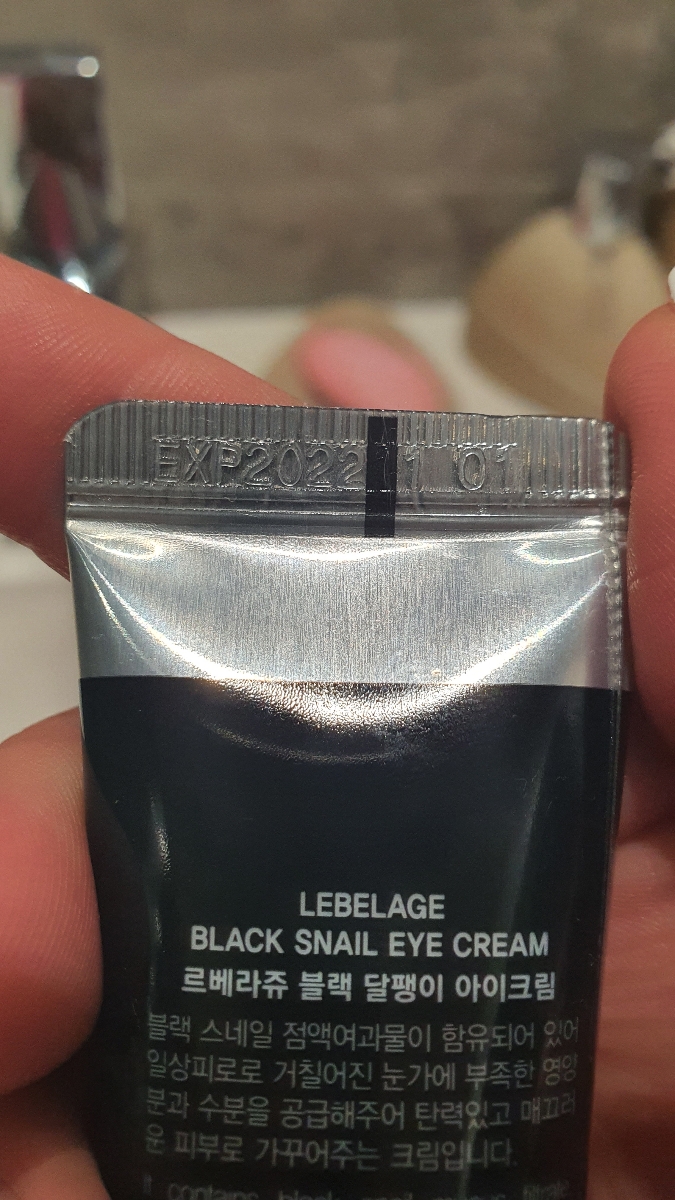 EXP2022 1 01
LEBELAGE
BLACK SNAIL EYE CREAM
르베라쥬 블랙 달팽이 아이크림
블랙 스네일 점액여과물이 함유되어 있어
일상피로로 거칠어진 눈가에 부족한 영양
분과 수분을 공급해주어 탄력있고 매끄러
운 피부로 가꾸어주는 크림입니다.